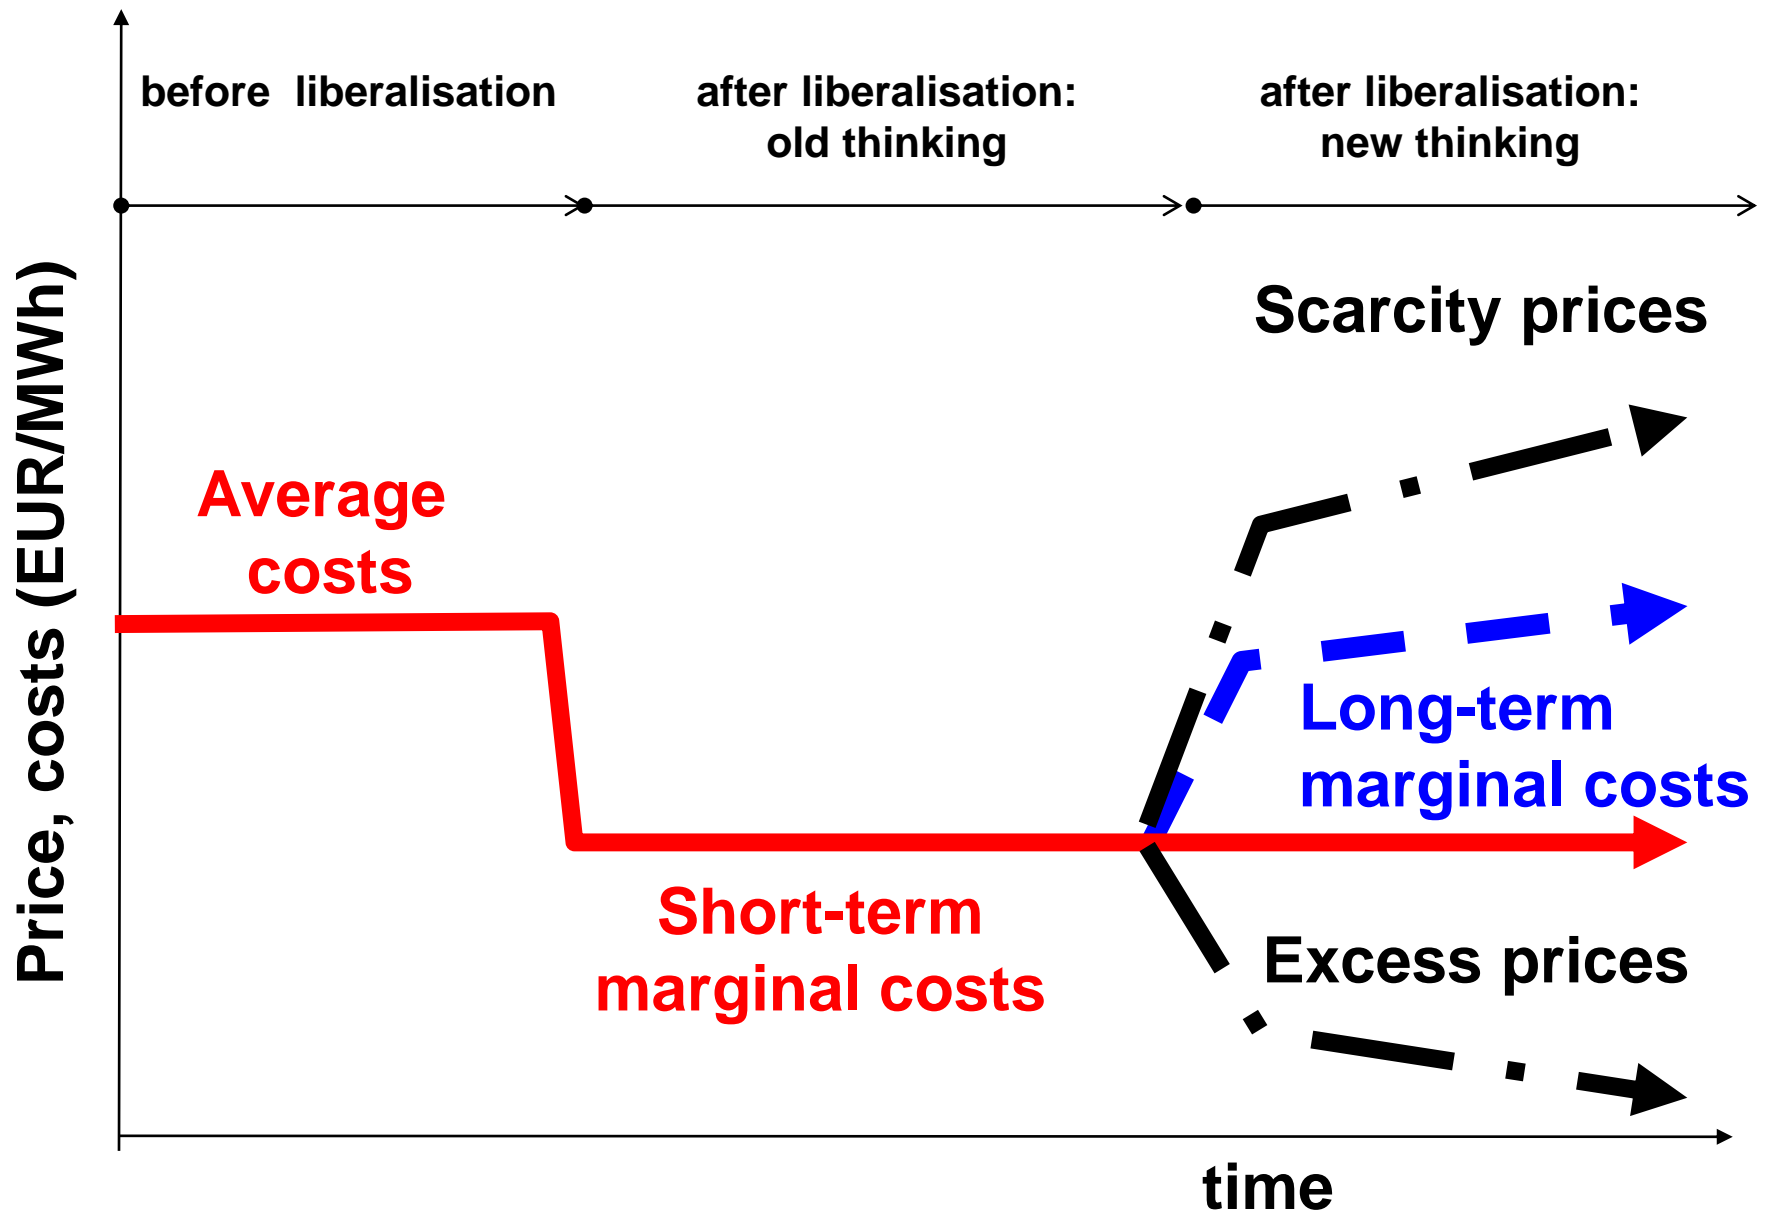 before liberalisation
after liberalisation:
old thinking
after liberalisation:
new thinking
Price, costs (EUR/MWh)
Scarcity prices
Average
costs
Long-term
marginal costs
Short-term
marginal costs
Excess prices
time